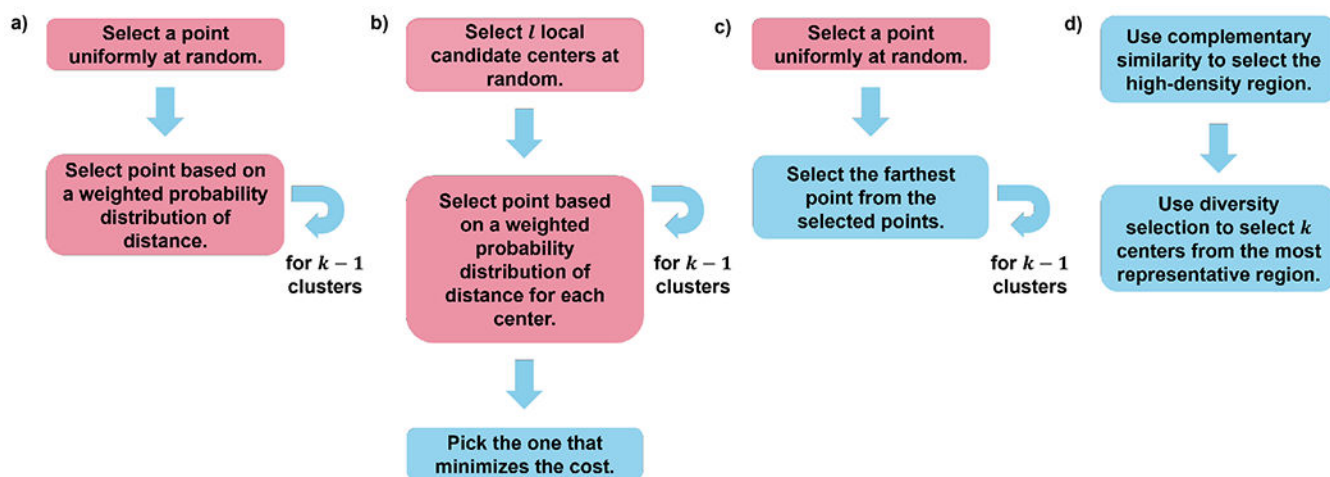 a)
Select a point
uniformly at random.
Select point based on
a weighted probability
distribution of
distance.
for k − 1
clusters
b)
Select l local
candidate centers at
random.
Select point based
on a weighted
probability
distribution of
distance for each
center.
for k − 1
clusters
Pick the one that
minimizes the cost.
c)
Select a point
uniformly at random.
Select the farthest
point from the
selected points.
for k − 1
clusters
d)
Use complementary
similarity to select the
high-density region.
Use diversity
selection to select k
centers from the most
representative region.